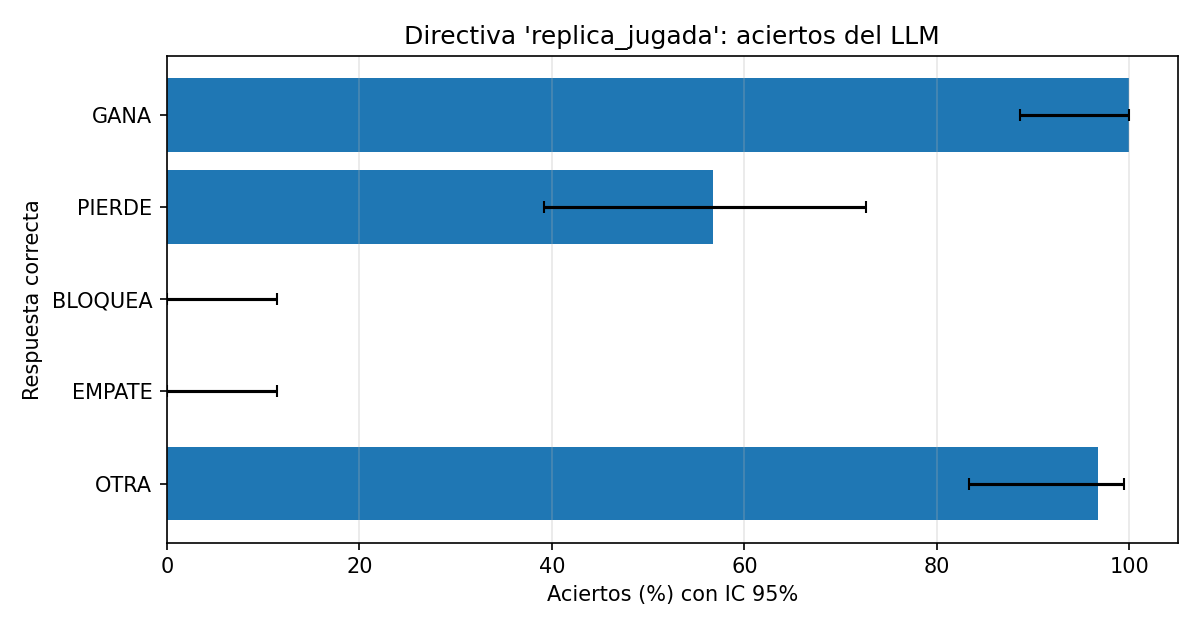 Directiva 'replica_jugada': aciertos del LLM
Respuesta correcta
GANA
PIERDE
BLOQUEA
EMPATE
OTRA
0 20 40 60 80 100
Aciertos (%) con IC 95%